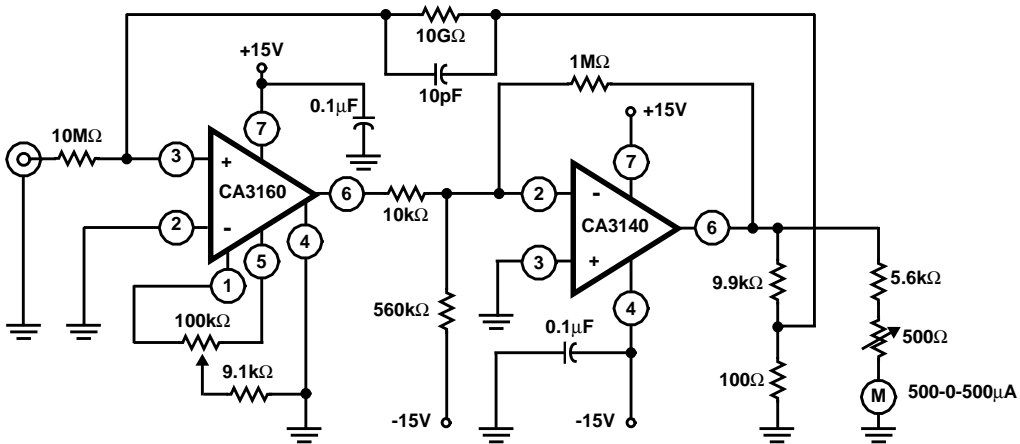 10GΩ
+15V
10pF
1MΩ
0.1μF
+15V
10MΩ
7
7
3
+
CA3160
6
10kΩ
2
-
CA3140
6
2
-
4
5
1
3
+
9.9kΩ
5.6kΩ
100kΩ
560kΩ
4
0.1μF
500Ω
9.1kΩ
100Ω
M
500-0-500μA
-15V
-15V